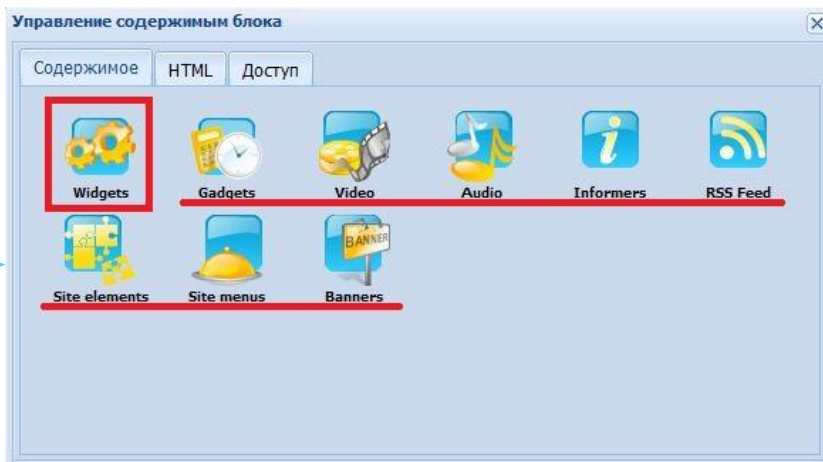 Управление содержимым блока
Содержимое HTML Доступ
Widgets Gadgets Video Audio Informers RSS Feed
BANNER
Site elements Site menus Banners